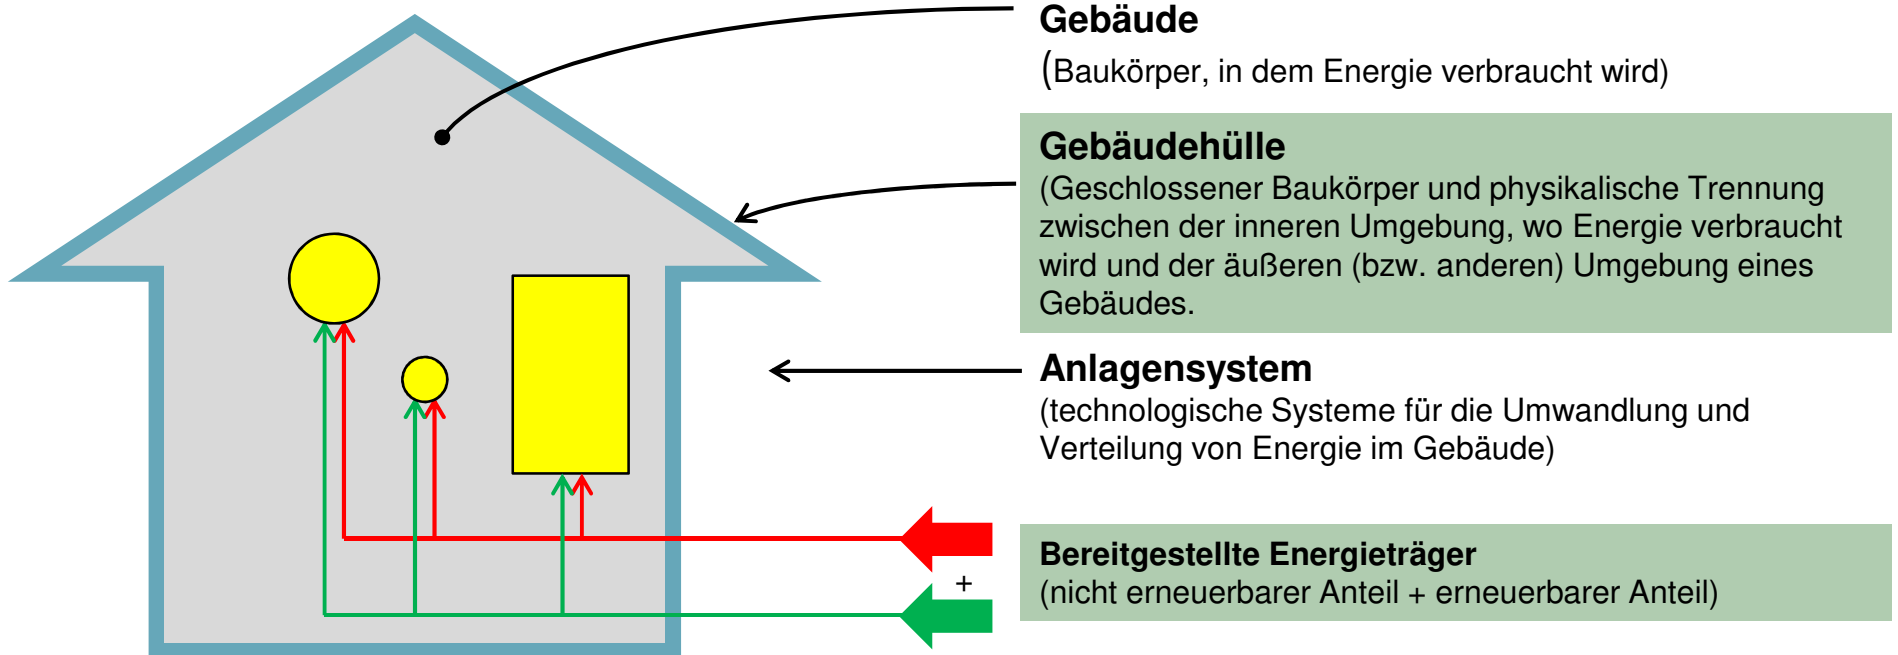 Gebäude
(Baukörper, in dem Energie verbraucht wird)
Gebäudehülle
(Geschlossener Baukörper und physikalische Trennung
zwischen der inneren Umgebung, wo Energie verbraucht
wird und der äußeren (bzw. anderen) Umgebung eines
Gebäudes.
Anlagensystem
(technologische Systeme für die Umwandlung und
Verteilung von Energie im Gebäude)
Bereitgestellte Energieträger
+
(nicht erneuerbarer Anteil + erneuerbarer Anteil)